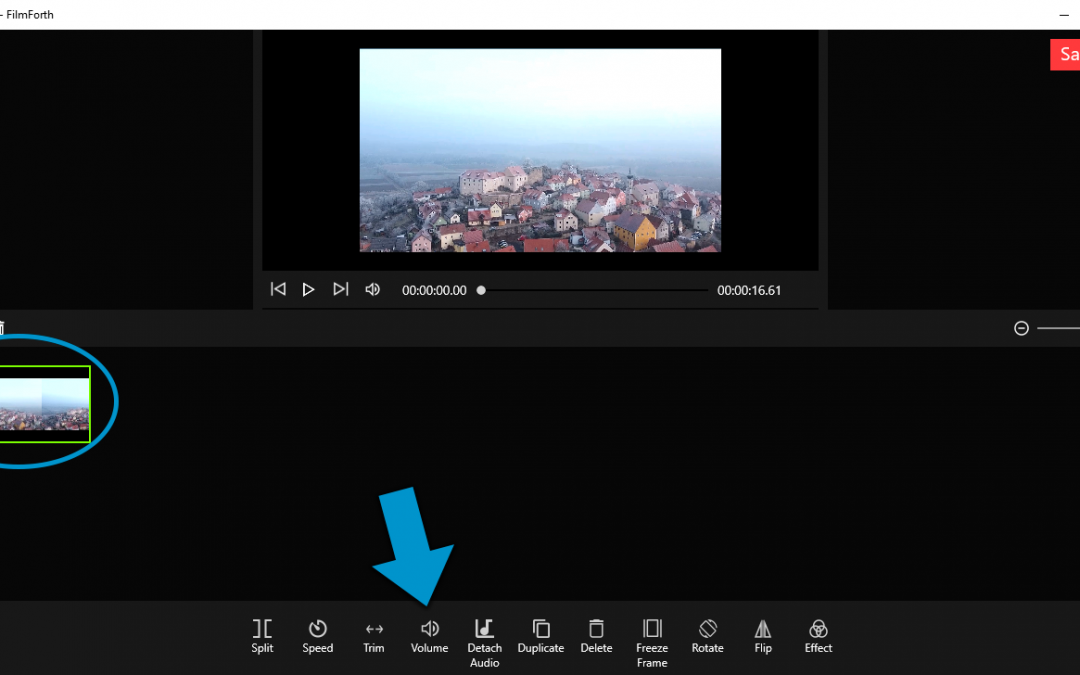 - FilmForth
Sa
00:00:00.00
00:00:16.61
Split
Speed
Trim
Volume
Detach
Audio
Duplicate
Delete
Freeze
Frame
Rotate
Flip
Effect